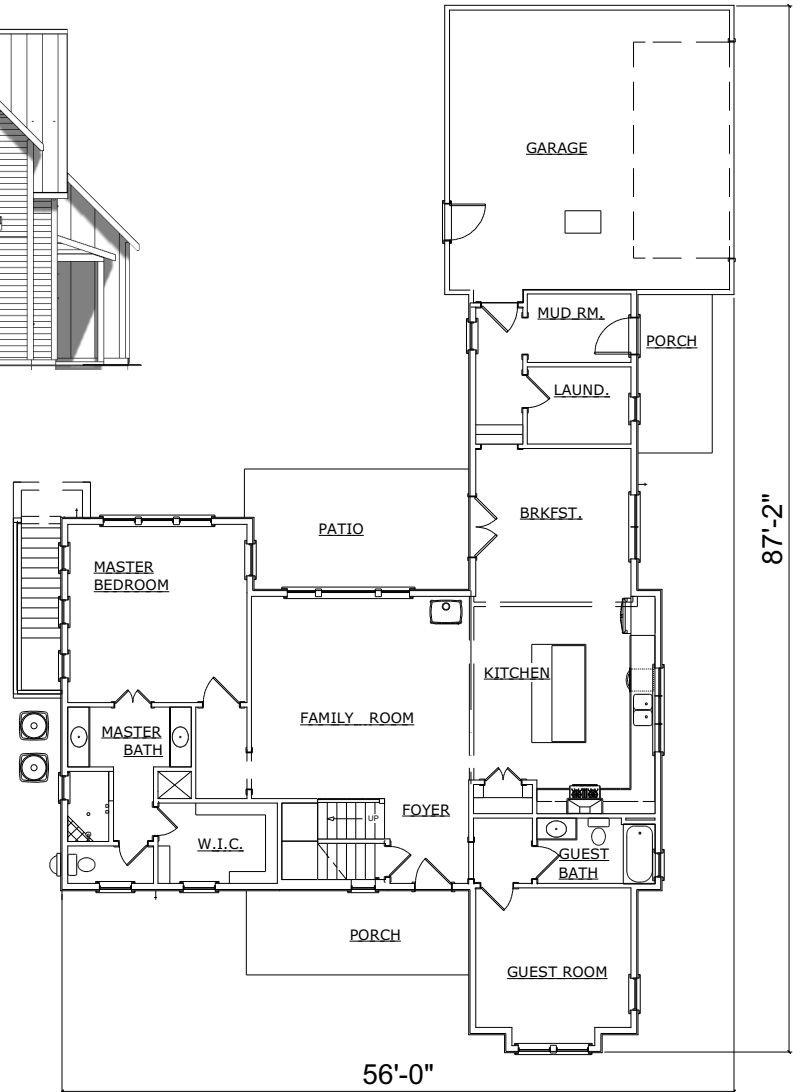 GARAGE
MUD RM.
PORCH
LAUND.
BRKFST.
PATIO
87'-2"
MASTER
BEDROOM
KITCHEN
FAMILY ROOM
MASTER
BATH
FOYER
UP
W.I.C.
GUEST
BATH
PORCH
GUEST ROOM
56'-0"